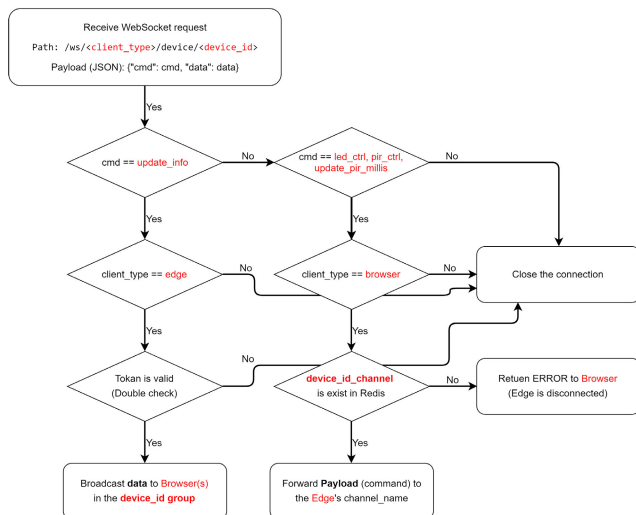 Receive WebSocket request
Path: /ws/<client_type>/device/<device_id>
Payload (JSON): {"cmd": cmd, "data": data}
Yes
cmd == update_info
No
cmd == led_ctrl, pir_ctrl,
update_pir_millis
No
Yes
Yes
client_type == edge
No
client_type == browser
No
Close the connection
Yes
Yes
Tokan is valid
(Double check)
No
device_id_channel
is exist in Redis
No
Retuen ERROR to Browser
(Edge is disconnected)
Yes
Yes
Broadcast data to Browser(s)
in the device_id group
Forward Payload (command) to
the Edge's channel_name